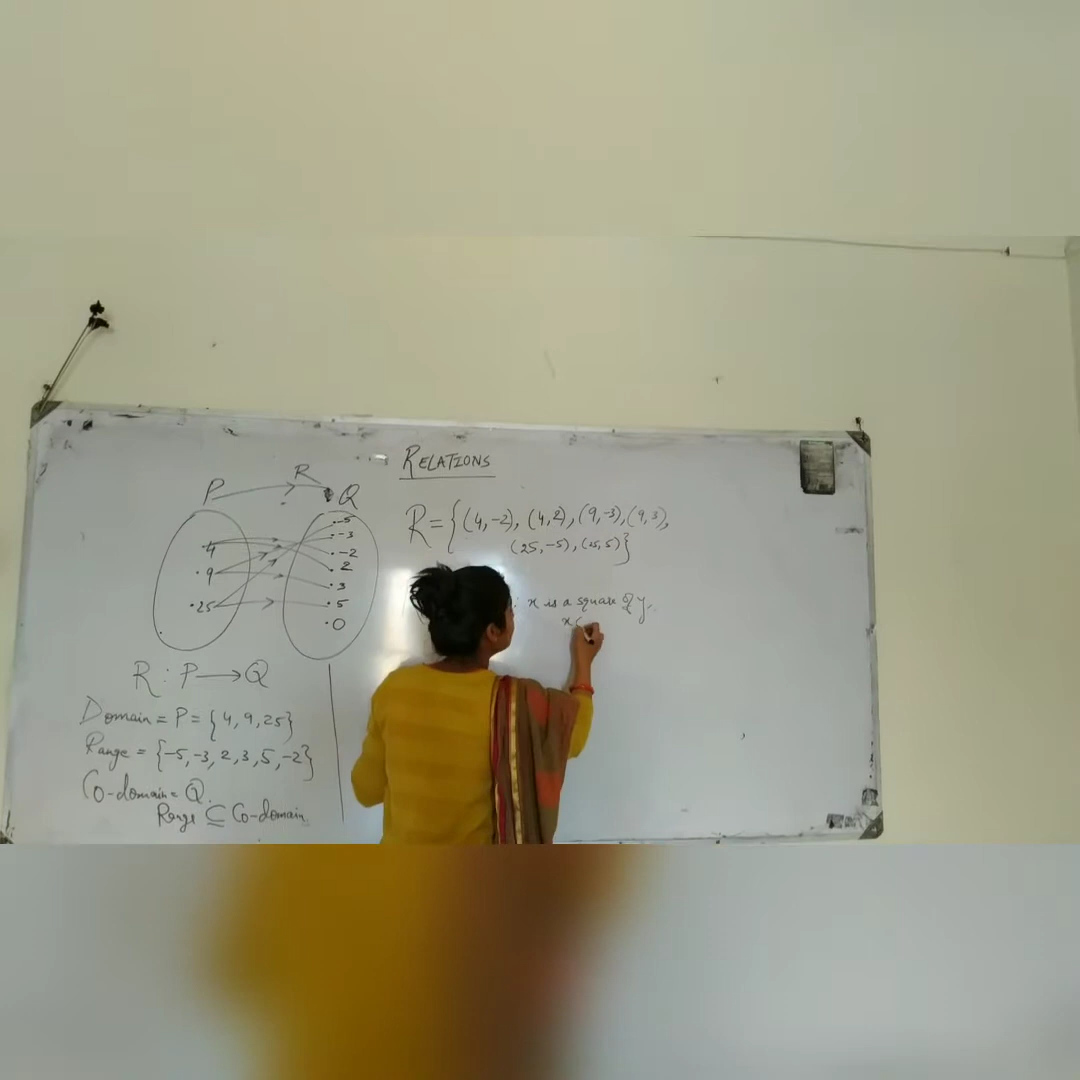 RELATIONS
R
P Q
.4
.9
.25
.-5
.-3
.-2
2
.3
.5
.0
R : P → Q
Domain = P = {4, 9, 25}
Range = {-5, -3, 2, 3, 5, -2}
Co-domain = Q.
Range ⊆ Co-domain.
R = {(4,-2), (4,2), (9,-3), (9,3),
(25,-5), (25,5)}
: x is a square of y,
x